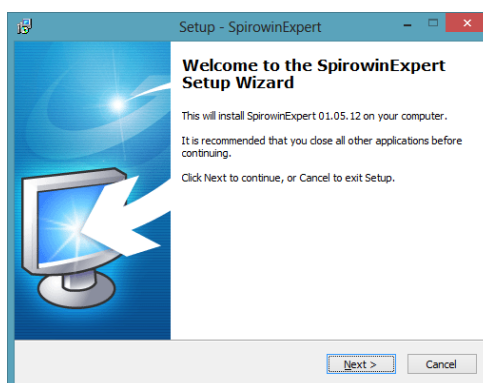 Setup - SpirowinExpert
Welcome to the SpirowinExpert
Setup Wizard
This will install SpirowinExpert 01.05.12 on your computer.
It is recommended that you close all other applications before
continuing.
Click Next to continue, or Cancel to exit Setup.
Next >
Cancel